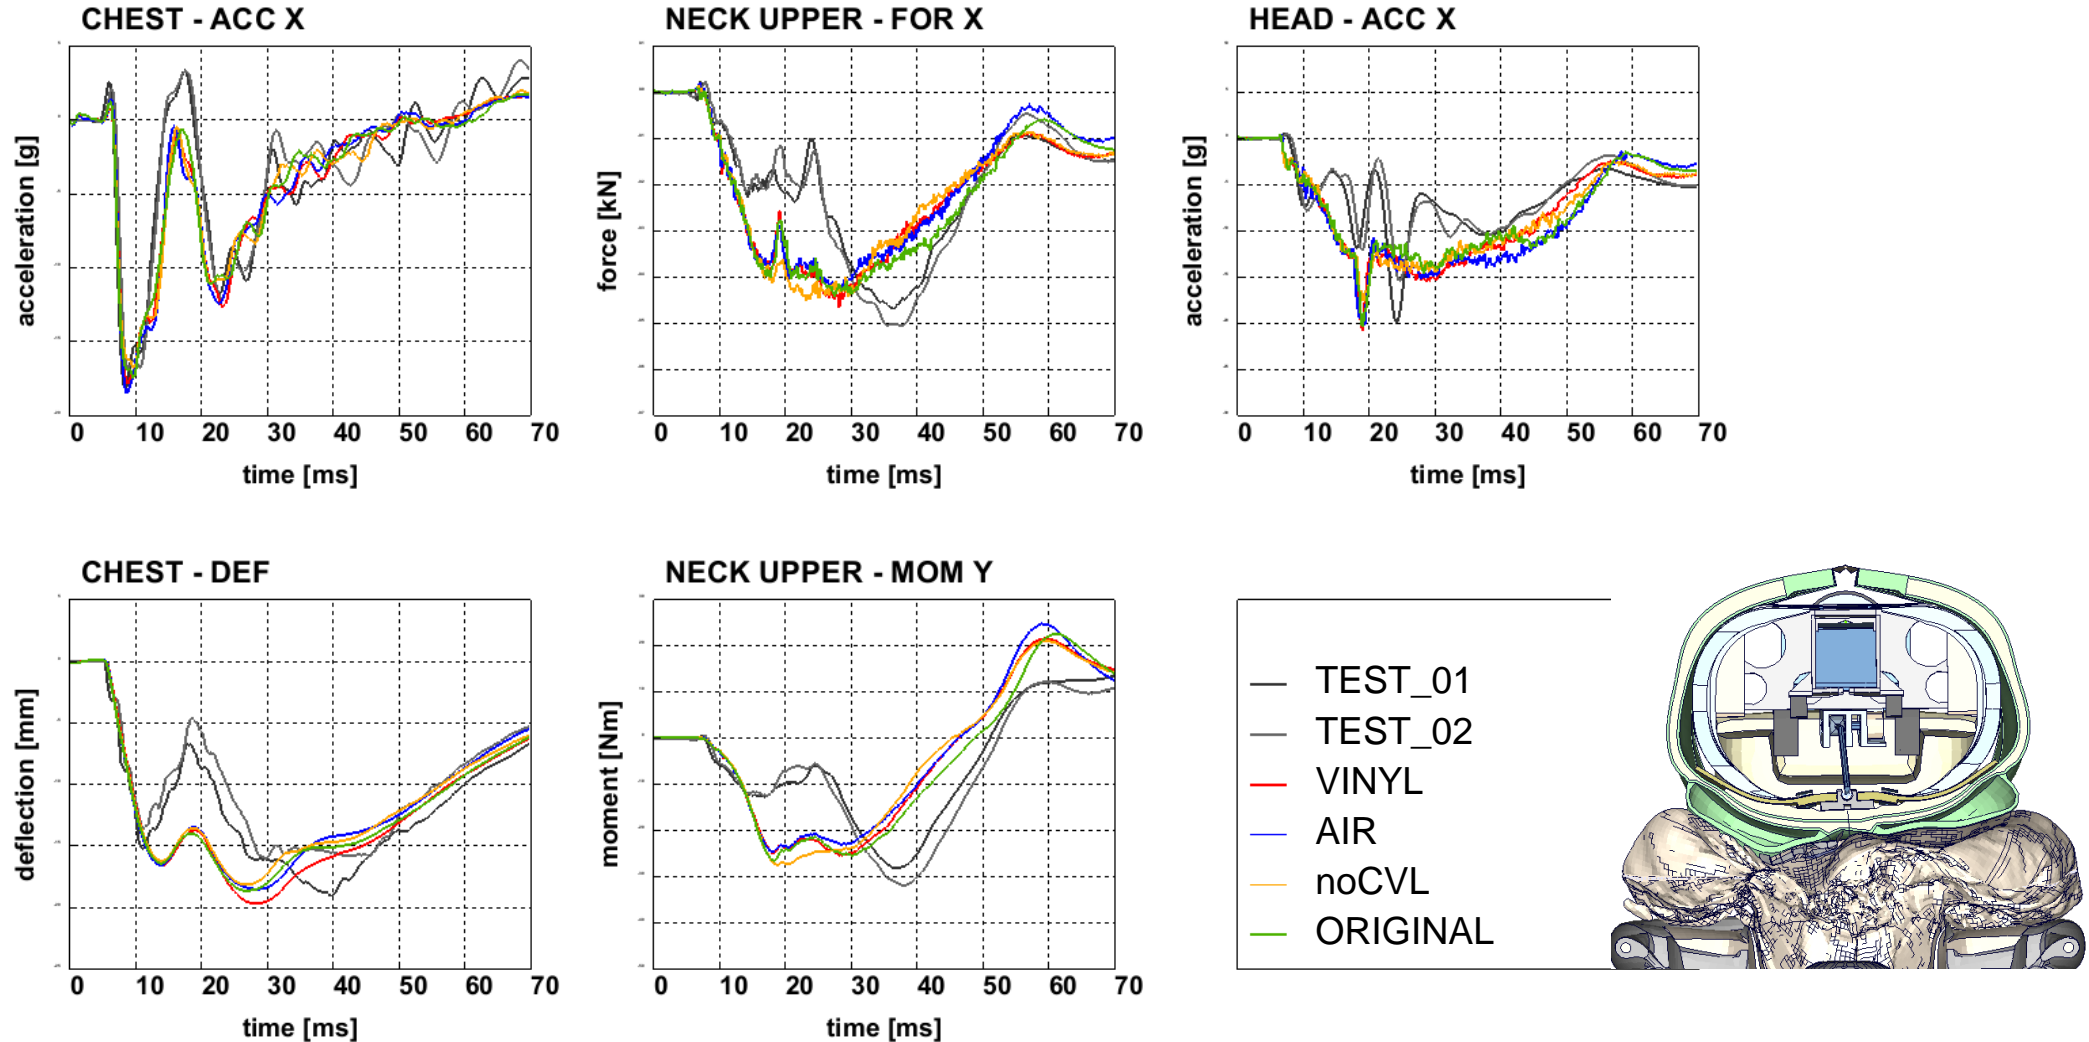 CHEST - ACC X
acceleration [g]
0 10 20 30 40 50 60 70
time [ms]
NECK UPPER - FOR X
force [kN]
0 10 20 30 40 50 60 70
time [ms]
HEAD - ACC X
acceleration [g]
0 10 20 30 40 50 60 70
time [ms]
CHEST - DEF
deflection [mm]
0 10 20 30 40 50 60 70
time [ms]
NECK UPPER - MOM Y
moment [Nm]
0 10 20 30 40 50 60 70
time [ms]
TEST_01
TEST_02
VINYL
AIR
noCVL
ORIGINAL